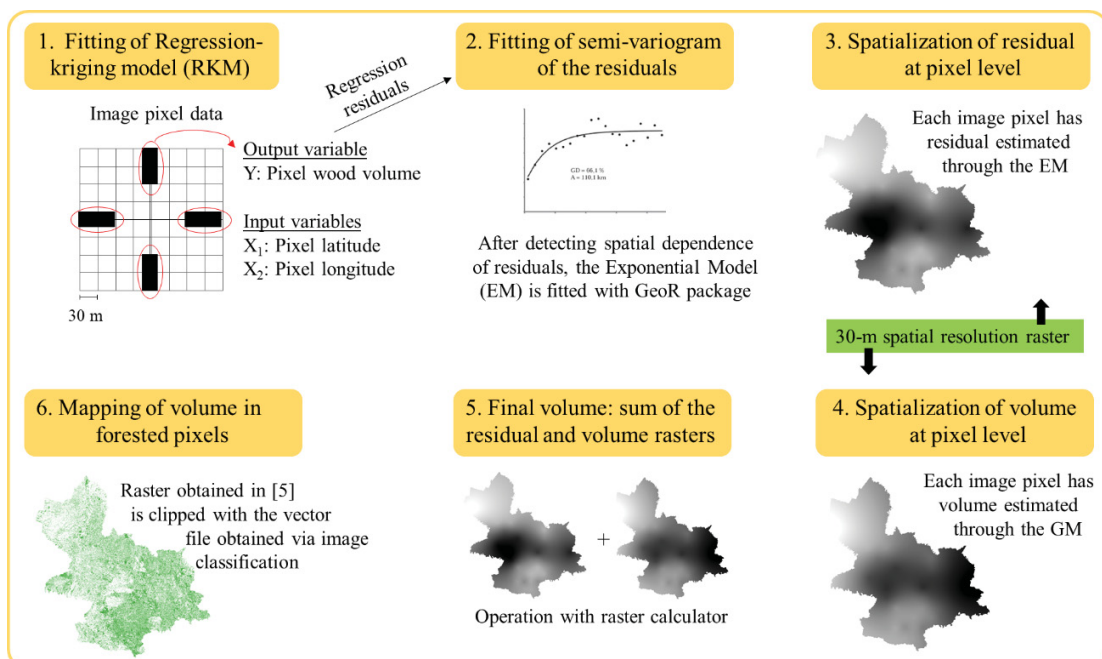 1. Fitting of Regression-
kriging model (RKM)
Image pixel data
30 m
Output variable
Y: Pixel wood volume
Input variables
X₁: Pixel latitude
X₂: Pixel longitude
Regression
residuals
2. Fitting of semi-variogram
of the residuals
GD = 66,4 %
A = 110,1 km
After detecting spatial dependence
of residuals, the Exponential Model
(EM) is fitted with GeoR package
3. Spatialization of residual
at pixel level
Each image pixel has
residual estimated
through the EM
30-m spatial resolution raster
4. Spatialization of volume
at pixel level
Each image pixel has
volume estimated
through the GM
5. Final volume: sum of the
residual and volume rasters
+
Operation with raster calculator
6. Mapping of volume in
forested pixels
Raster obtained in [5]
is clipped with the vector
file obtained via image
classification